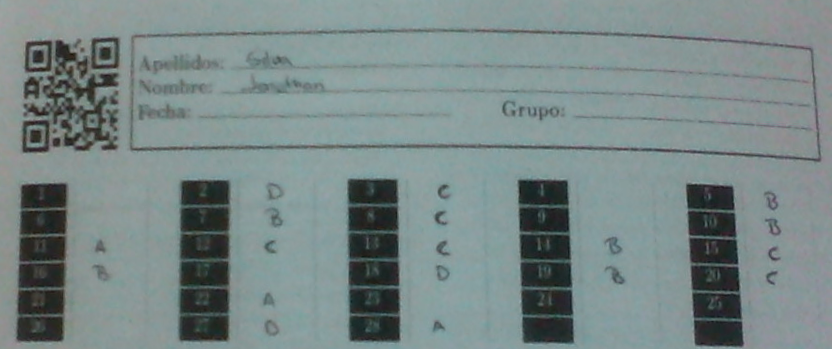 Apellidos: Silva
Nombre: Jonathan
Fecha: Grupo:
1 2 D 3 C 4 5 B
6 7 B 8 C 9 10 B
11 A 12 C 13 C 14 B 15 C
16 B 17 18 D 19 B 20 C
21 22 A 23 24 25
26 27 D 28 A